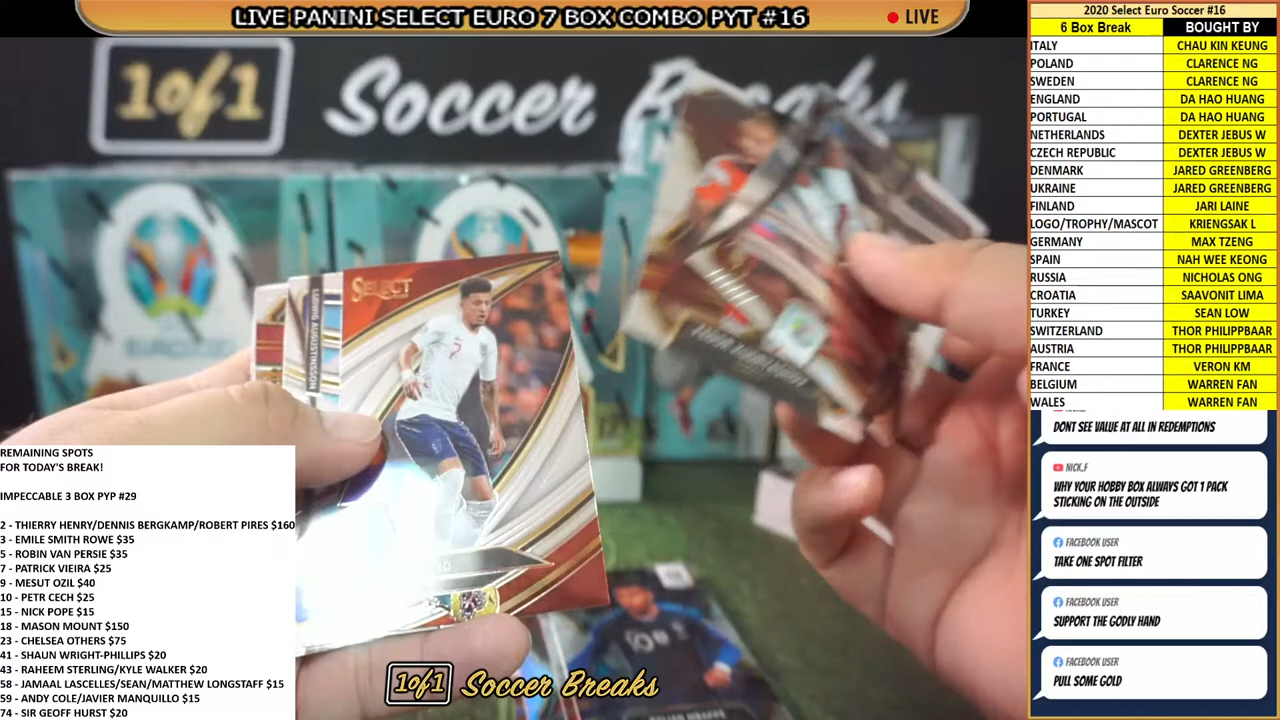 LIVE PANINI SELECT EURO 7 BOX COMBO PYT #16
LIVE
1of1 Soccer Breaks
SELECT
LUDWIG AUGUSTINSSON
REMAINING SPOTS
FOR TODAY'S BREAK!
IMPECCABLE 3 BOX PYP #29
2 - THIERRY HENRY/DENNIS BERGKAMP/ROBERT PIRES $160
3 - EMILE SMITH ROWE $35
5 - ROBIN VAN PERSIE $35
7 - PATRICK VIEIRA $25
9 - MESUT OZIL $40
10 - PETR CECH $25
15 - NICK POPE $15
18 - MASON MOUNT $150
23 - CHELSEA OTHERS $75
41 - SHAUN WRIGHT-PHILLIPS $20
43 - RAHEEM STERLING/KYLE WALKER $20
58 - JAMAAL LASCELLES/SEAN/MATTHEW LONGSTAFF $15
59 - ANDY COLE/JAVIER MANQUILLO $15
74 - SIR GEOFF HURST $20
1of1 Soccer Breaks
2020 Select Euro Soccer #16
6 Box Break BOUGHT BY
ITALY CHAU KIN KEUNG
POLAND CLARENCE NG
SWEDEN CLARENCE NG
ENGLAND DA HAO HUANG
PORTUGAL DA HAO HUANG
NETHERLANDS DEXTER JEBUS W
CZECH REPUBLIC DEXTER JEBUS W
DENMARK JARED GREENBERG
UKRAINE JARED GREENBERG
FINLAND JARI LAINE
LOGO/TROPHY/MASCOT KRIENGSAK L
GERMANY MAX TZENG
SPAIN NAH WEE KEONG
RUSSIA NICHOLAS ONG
CROATIA SAAVONIT LIMA
TURKEY SEAN LOW
SWITZERLAND THOR PHILIPPBAAR
AUSTRIA THOR PHILIPPBAAR
FRANCE VERON KM
BELGIUM WARREN FAN
WALES WARREN FAN
DONT SEE VALUE AT ALL IN REDEMPTIONS
NICK.F
WHY YOUR HOBBY BOX ALWAYS GOT 1 PACK
STICKING ON THE OUTSIDE
FACEBOOK USER
TAKE ONE SPOT FILTER
FACEBOOK USER
SUPPORT THE GODLY HAND
FACEBOOK USER
PULL SOME GOLD